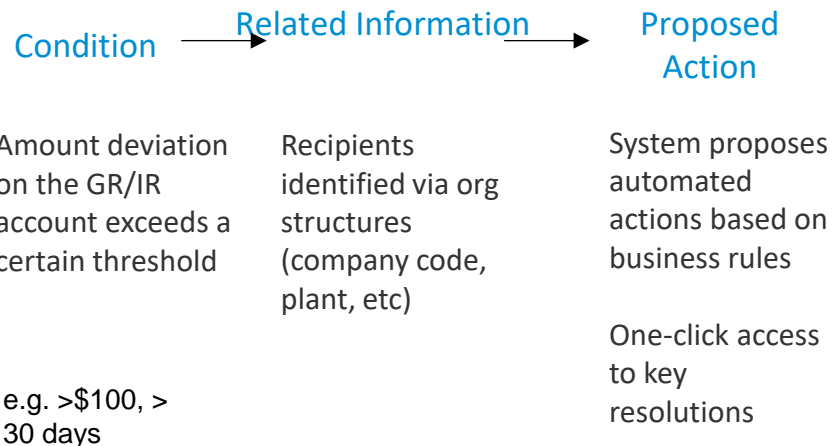 Condition
Related Information
Proposed
Action
Amount deviation
on the GR/IR
account exceeds a
certain threshold
e.g. >$100, >
30 days
Recipients
identified via org
structures
(company code,
plant, etc)
System proposes
automated
actions based on
business rules
One-click access
to key
resolutions